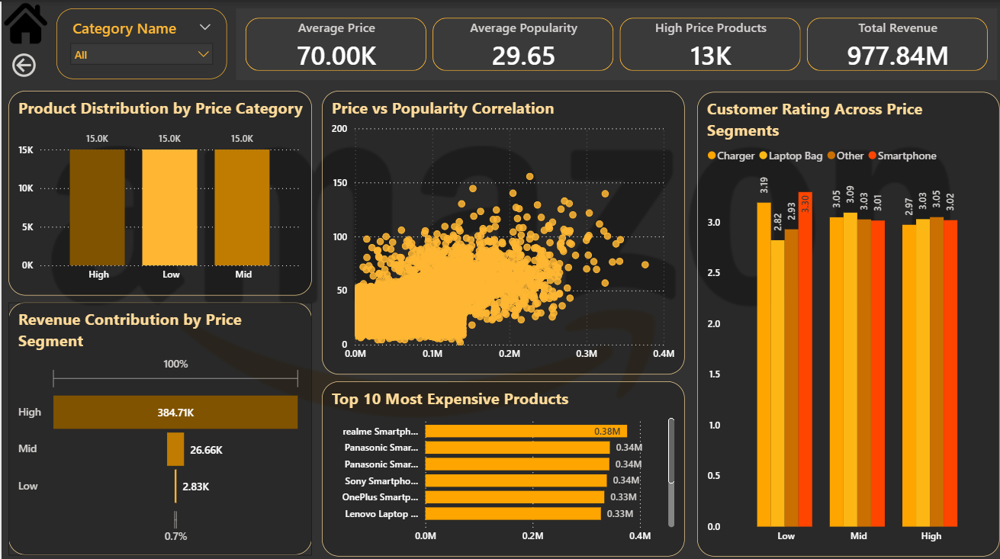 Category Name
All
Average Price
70.00K
Average Popularity
29.65
High Price Products
13K
Total Revenue
977.84M
Product Distribution by Price Category
15.0K 15.0K 15.0K
15K
10K
5K
0K
High Low Mid
Revenue Contribution by Price
Segment
100%
High 384.71K
Mid 26.66K
Low 2.83K
0.7%
Price vs Popularity Correlation
200
150
100
50
0
0.0M 0.1M 0.2M 0.3M 0.4M
Top 10 Most Expensive Products
realme Smartph... 0.38M
Panasonic Smar... 0.34M
Panasonic Smar... 0.34M
Sony Smartpho... 0.34M
OnePlus Smartp... 0.33M
Lenovo Laptop ... 0.33M
0.0M 0.2M 0.4M
Customer Rating Across Price
Segments
Charger Laptop Bag Other Smartphone
3.19 2.82 2.93 3.30 3.05 3.09 3.03 3.01 2.97 3.03 3.05 3.02
3.0
2.5
2.0
1.5
1.0
0.5
0.0
Low Mid High
amazon